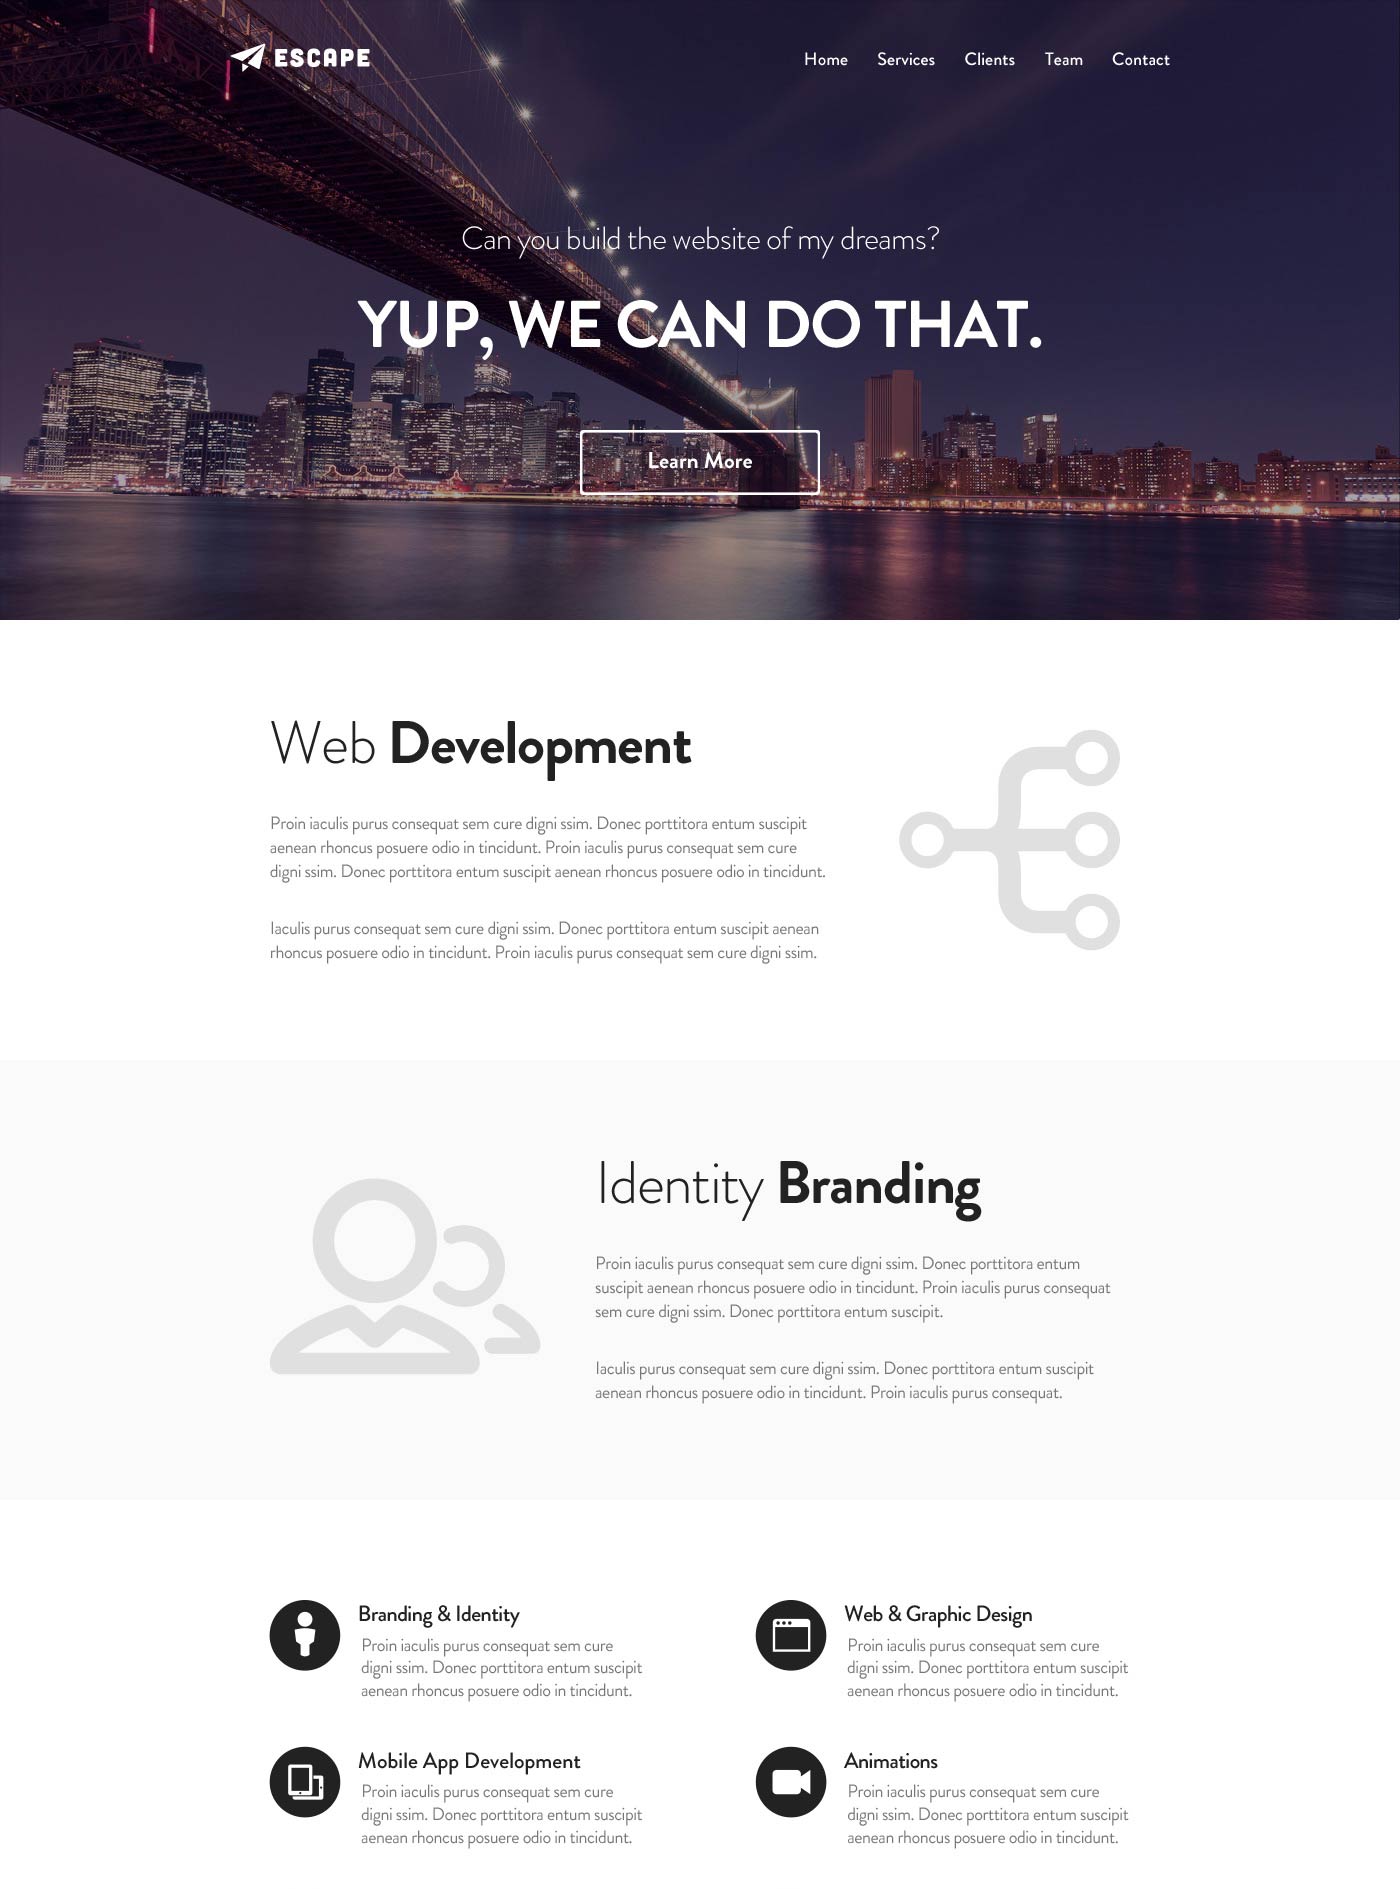 ESCAPE
Home Services Clients Team Contact
Can you build the website of my dreams?
YUP, WE CAN DO THAT.
Learn More
Web Development
Proin iaculis purus consequat sem cure digni ssim. Donec porttitora entum suscipit
aenean rhoncus posuere odio in tincidunt. Proin iaculis purus consequat sem cure
digni ssim. Donec porttitora entum suscipit aenean rhoncus posuere odio in tincidunt.
Iaculis purus consequat sem cure digni ssim. Donec porttitora entum suscipit aenean
rhoncus posuere odio in tincidunt. Proin iaculis purus consequat sem cure digni ssim.
Identity Branding
Proin iaculis purus consequat sem cure digni ssim. Donec porttitora entum
suscipit aenean rhoncus posuere odio in tincidunt. Proin iaculis purus consequat
sem cure digni ssim. Donec porttitora entum suscipit.
Iaculis purus consequat sem cure digni ssim. Donec porttitora entum suscipit
aenean rhoncus posuere odio in tincidunt. Proin iaculis purus consequat.
Branding & Identity
Proin iaculis purus consequat sem cure
digni ssim. Donec porttitora entum suscipit
aenean rhoncus posuere odio in tincidunt.
Web & Graphic Design
Proin iaculis purus consequat sem cure
digni ssim. Donec porttitora entum suscipit
aenean rhoncus posuere odio in tincidunt.
Mobile App Development
Proin iaculis purus consequat sem cure
digni ssim. Donec porttitora entum suscipit
aenean rhoncus posuere odio in tincidunt.
Animations
Proin iaculis purus consequat sem cure
digni ssim. Donec porttitora entum suscipit
aenean rhoncus posuere odio in tincidunt.